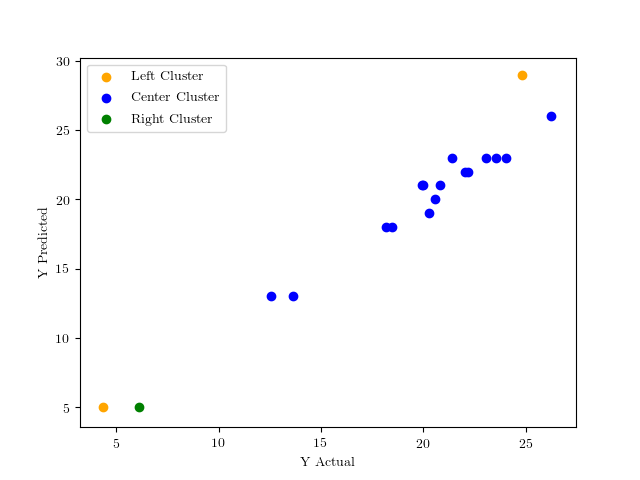 30
25
20
15
10
5
Y Predicted
Left Cluster
Center Cluster
Right Cluster
5 10 15 20 25
Y Actual